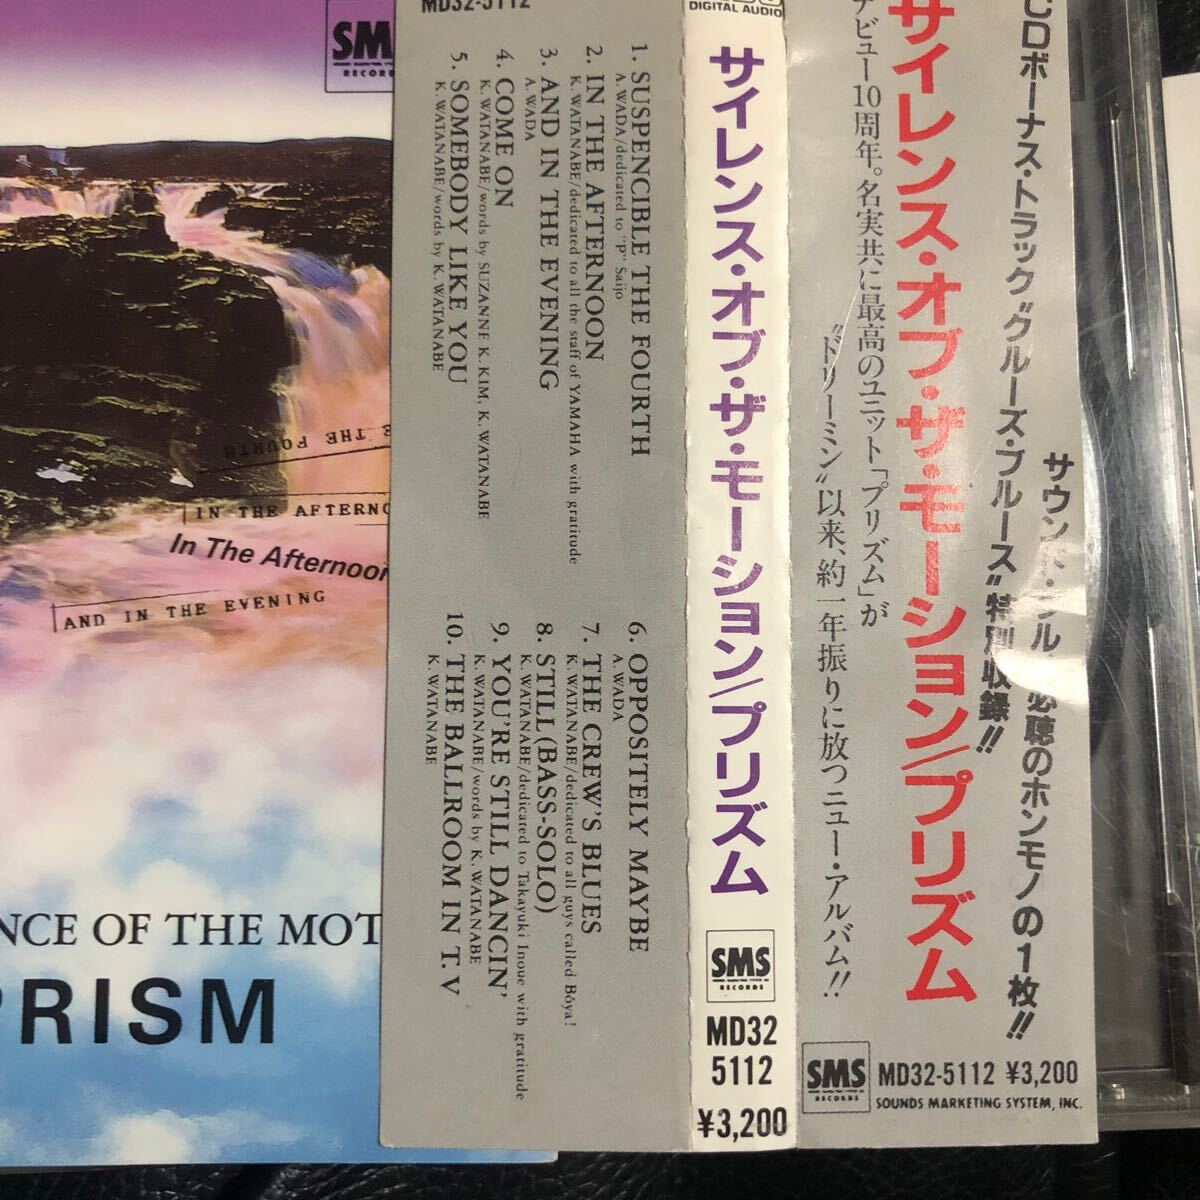 SM
RECORD
THE FOURTH
IN THE AFTERNO
In The Afternoon
AND IN THE EVENING
NCE OF THE MOT
PRISM
MD32-5112
1. SUSPENCIBLE THE FOURTH
A. WADA/dedicated to "P" Saijo
2. IN THE AFTERNOON
K. WATANABE/dedicated to all the staff of YAMAHA with gratitude
3. AND IN THE EVENING
A. WADA
4. COME ON
K. WATANABE/words by SUZANNE K. KIM, K. WATANABE
5. SOMEBODY LIKE YOU
K. WATANABE/words by K. WATANABE
6. OPPOSITELY MAYBE
A. WADA
7. THE CREW'S BLUES
K. WATANABE/dedicated to all guys called Bōya!
8. STILL (BASS-SOLO)
K. WATANABE/dedicated to Takayuki Inoue with gratitude
9. YOU'RE STILL DANCIN'
K. WATANABE/words by K. WATANABE
10. THE BALLROOM IN T.V
K. WATANABE
DIGITAL AUDIO
サイレンス・オブ・ザ・モーション/プリズム
SMS
RECORDS
MD32
5112
¥3,200
CDボーナス・トラック"クルーズ・ブルース"特別収録!!
必聴のホンモノの1枚!!
サイレンス・オブ・ザ・モーション/プリズム
デビュー10周年。名実共に最高のユニット「プリズム」が
"ドリーミン"以来、約一年振りに放つニュー・アルバム!!
SMS
RECORDS
MD32-5112 ¥3,200
SOUNDS MARKETING SYSTEM, INC.